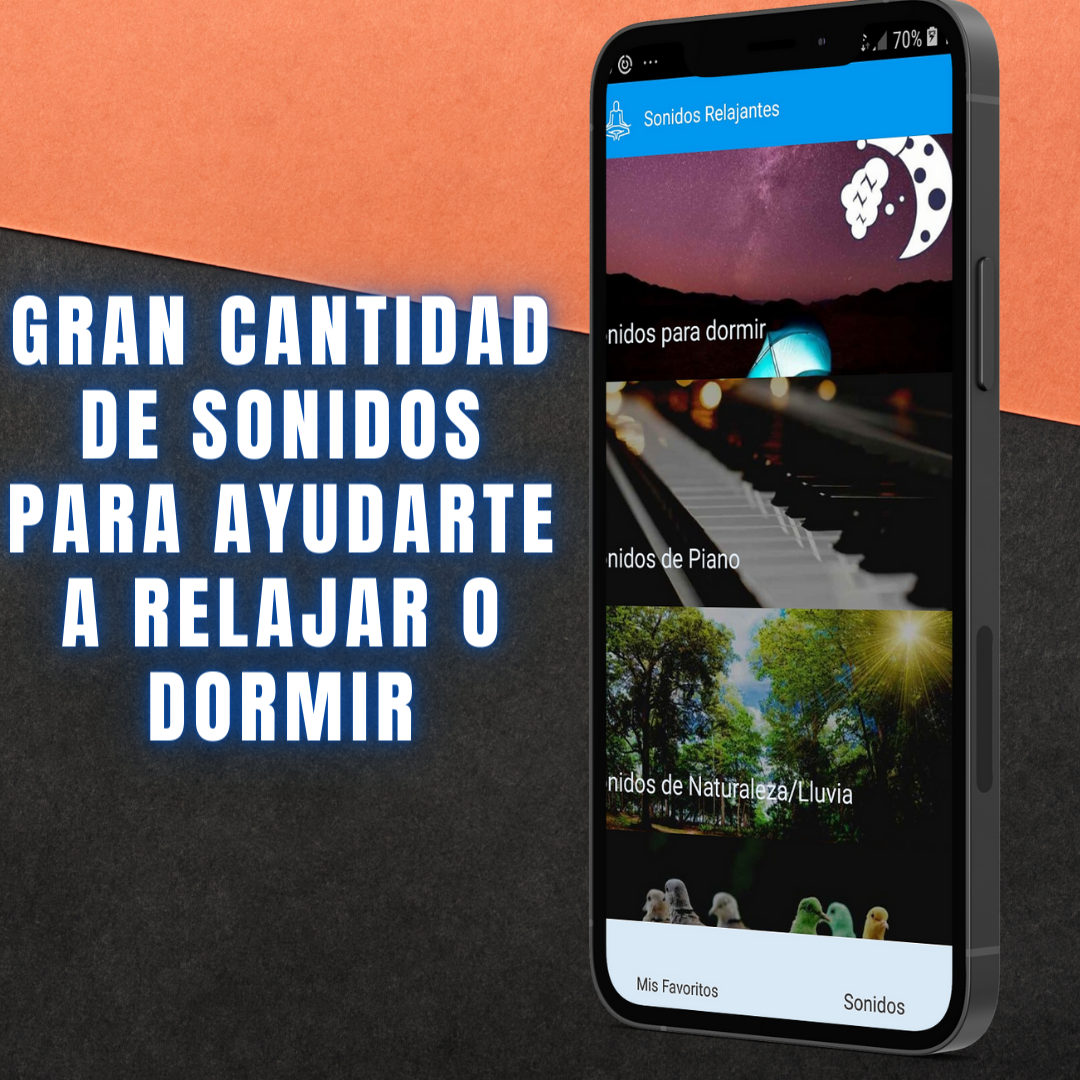 GRAN CANTIDAD
DE SONIDOS
PARA AYUDARTE
A RELAJAR O
DORMIR
70%
Sonidos Relajantes
zzz
nidos para dormir
nidos de Piano
nidos de Naturaleza/Lluvia
Mis Favoritos
Sonidos